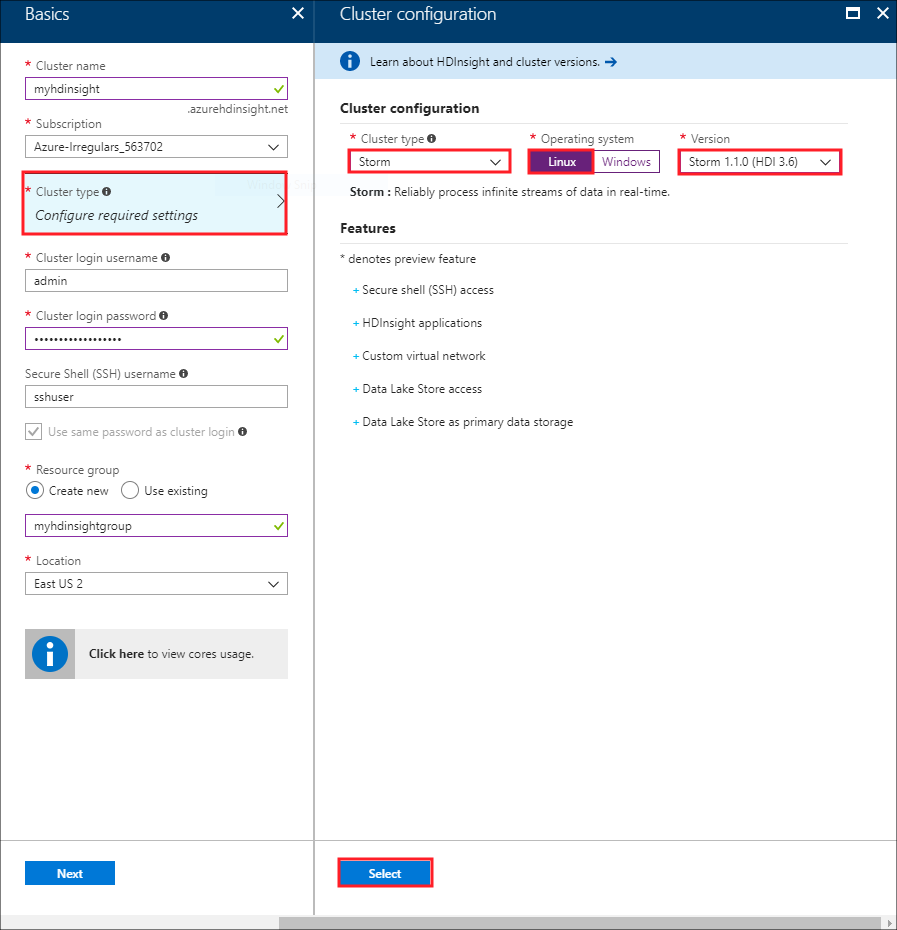 Basics
* Cluster name
myhdinsight
.azurehdinsight.net
* Subscription
Azure-Irregulars_563702
* Cluster type
Configure required settings
* Cluster login username
admin
* Cluster login password
••••••••••••••••••
Secure Shell (SSH) username
sshuser
Use same password as cluster login
* Resource group
Create new Use existing
myhdinsightgroup
* Location
East US 2
Click here to view cores usage.
Next
Cluster configuration
Learn about HDInsight and cluster versions.
Cluster configuration
* Cluster type * Operating system * Version
Storm Linux Windows Storm 1.1.0 (HDI 3.6)
Storm : Reliably process infinite streams of data in real-time.
Features
* denotes preview feature
+ Secure shell (SSH) access
+ HDInsight applications
+ Custom virtual network
+ Data Lake Store access
+ Data Lake Store as primary data storage
Select